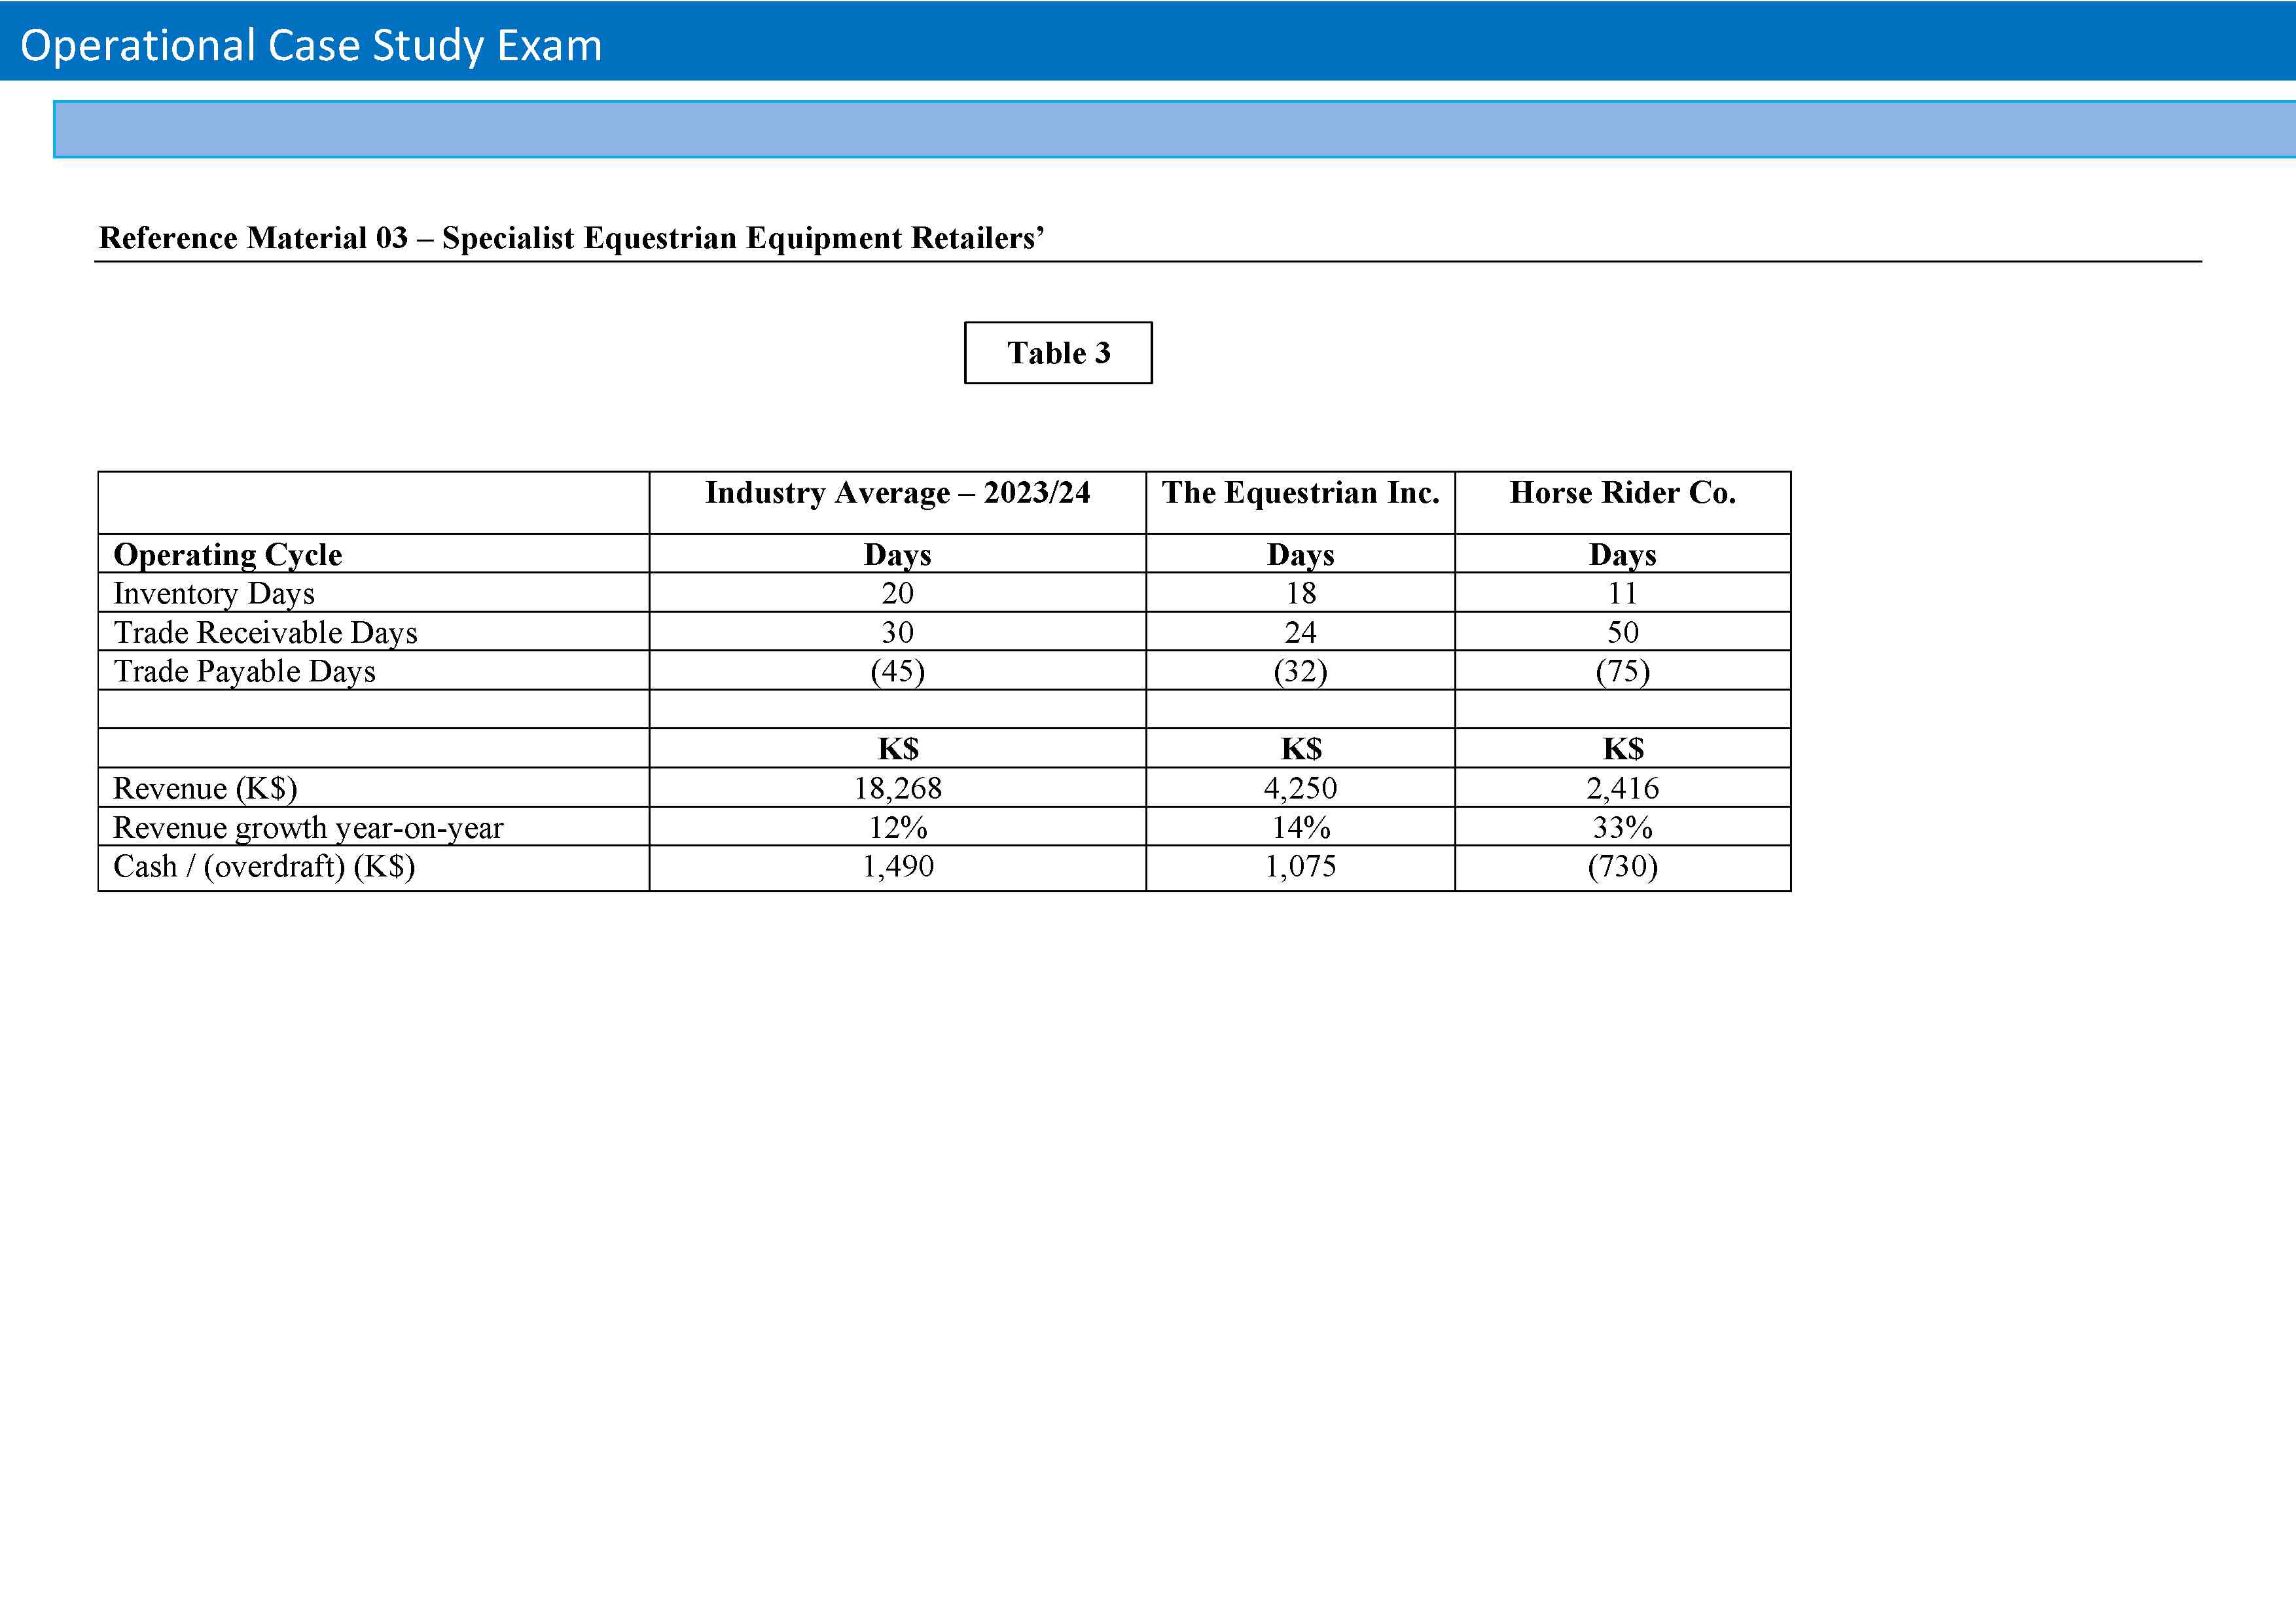 Operational Case Study Exam
Reference Material 03 – Specialist Equestrian Equipment Retailers’
Table 3
Industry Average – 2023/24 The Equestrian Inc. Horse Rider Co.
Operating Cycle Days Days Days
Inventory Days 20 18 11
Trade Receivable Days 30 24 50
Trade Payable Days (45) (32) (75)
K$ K$ K$
Revenue (K$) 18,268 4,250 2,416
Revenue growth year-on-year 12% 14% 33%
Cash / (overdraft) (K$) 1,490 1,075 (730)